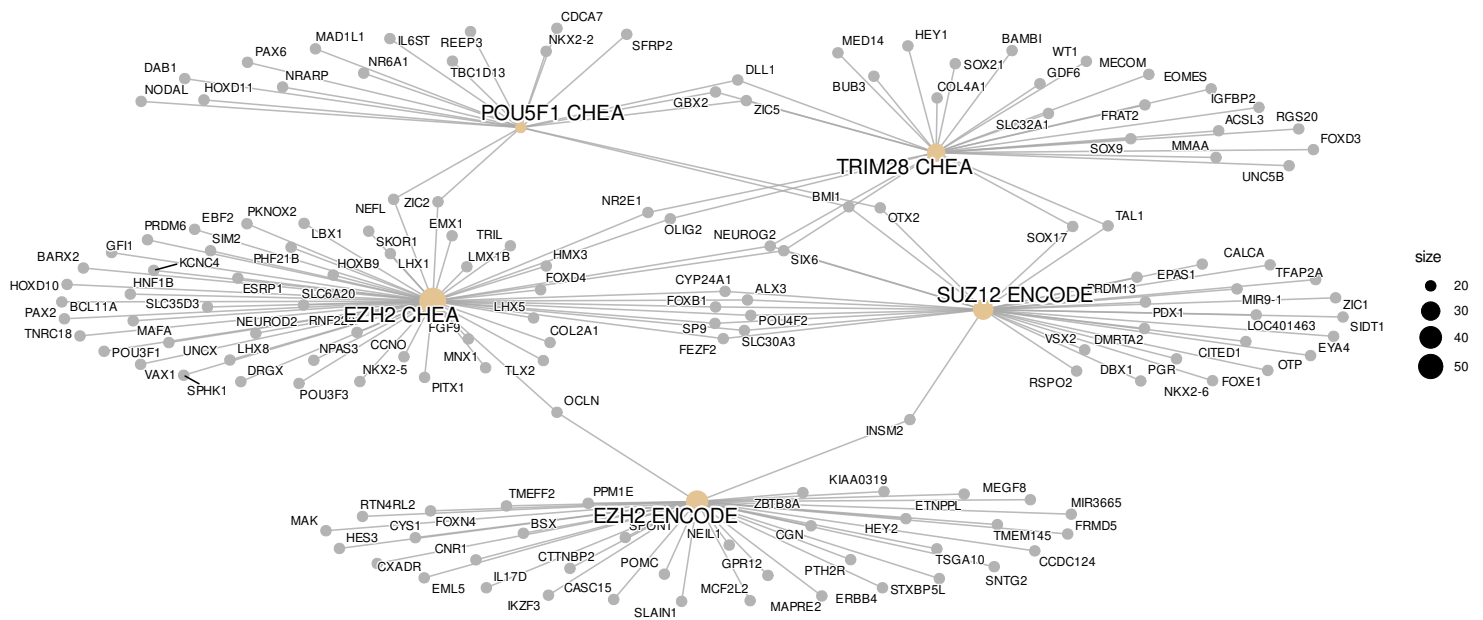 CDCA7
MAD1L1
IL6ST
REEP3
NKX2-2
SFRP2
PAX6
NR6A1
TBC1D13
DAB1
NRARP
NODAL
HOXD11
POU5F1 CHEA
DLL1
GBX2
ZIC5
MED14
HEY1
BAMBI
WT1
MECOM
BUB3
SOX21
GDF6
COL4A1
EOMES
IGFBP2
SLC32A1
FRAT2
ACSL3
RGS20
FOXD3
SOX9
MMAA
UNC5B
TRIM28 CHEA
NEFL
ZIC2
NR2E1
OLIG2
BMI1
OTX2
NEUROG2
SIX6
SOX17
TAL1
PRDM6
EBF2
PKNOX2
LBX1
SKOR1
EMX1
TRIL
GFI1
SIM2
BARX2
KCNC4
PHF21B
HOXB9
LHX1
LMX1B
HMX3
FOXD4
HOXD10
HNF1B
ESRP1
SLC6A20
BCL11A
SLC35D3
PAX2
TNRC18
MAFA
NEUROD2
EZH2 CHEA
LHX5
FGF9
COL2A1
POU3F1
UNCX
LHX8
NPAS3
CCNO
MNX1
TLX2
VAX1
SPHK1
DRGX
POU3F3
NKX2-5
PITX1
CYP24A1
ALX3
FOXB1
POU4F2
SP9
SLC30A3
FEZF2
SUZ12 ENCODE
CALCA
EPAS1
TFAP2A
PRDM13
MIR9-1
ZIC1
PDX1
SIDT1
LOC401463
VSX2
DMRTA2
CITED1
EYA4
RSPO2
DBX1
PGR
OTP
NKX2-6
FOXE1
OCLN
INSM2
KIAA0319
MEGF8
TMEFF2
PPM1E
ZBTB8A
ETNPPL
MIR3665
RTN4RL2
MAK
CYS1
FOXN4
BSX
EZH2 ENCODE
SPON1
NEIL1
CGN
HEY2
TMEM145
FRMD5
HES3
CNR1
CTTNBP2
POMC
GPR12
PTH2R
TSGA10
CCDC124
CXADR
EML5
IL17D
CASC15
MCF2L2
ERBB4
STXBP5L
SNTG2
IKZF3
SLAIN1
MAPRE2
size
20
30
40
50